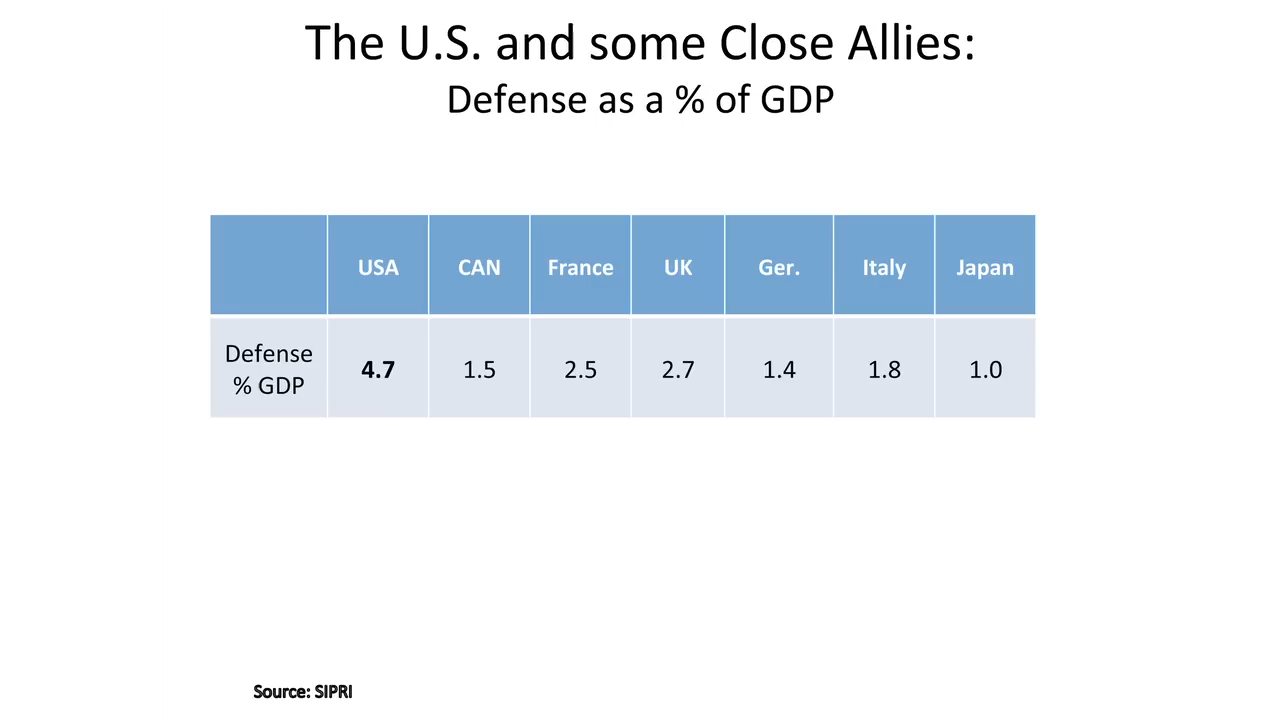 The U.S. and some Close Allies:
Defense as a % of GDP
USA CAN France UK Ger. Italy Japan
Defense
% GDP
4.7 1.5 2.5 2.7 1.4 1.8 1.0
Source: SIPRI